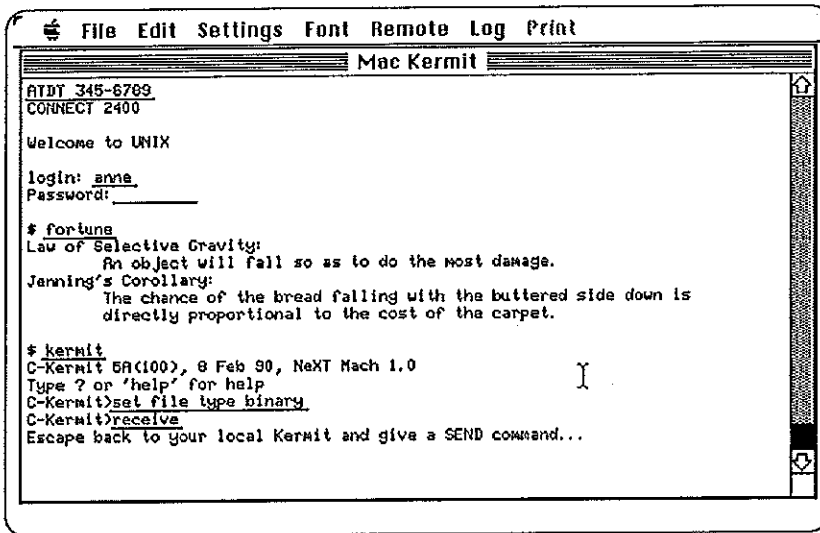 File Edit Settings Font Remote Log Print
Mac Kermit
ATDT 345-6789
CONNECT 2400
Welcome to UNIX
login: anne
Password:
$ fortune
Law of Selective Gravity:
An object will fall so as to do the most damage.
Jenning's Corollary:
The chance of the bread falling with the buttered side down is
directly proportional to the cost of the carpet.
$ kermit
C-Kermit 5A(100), 8 Feb 90, NeXT Mach 1.0
Type ? or 'help' for help
C-Kermit>set file type binary
C-Kermit>receive
Escape back to your local Kermit and give a SEND command...